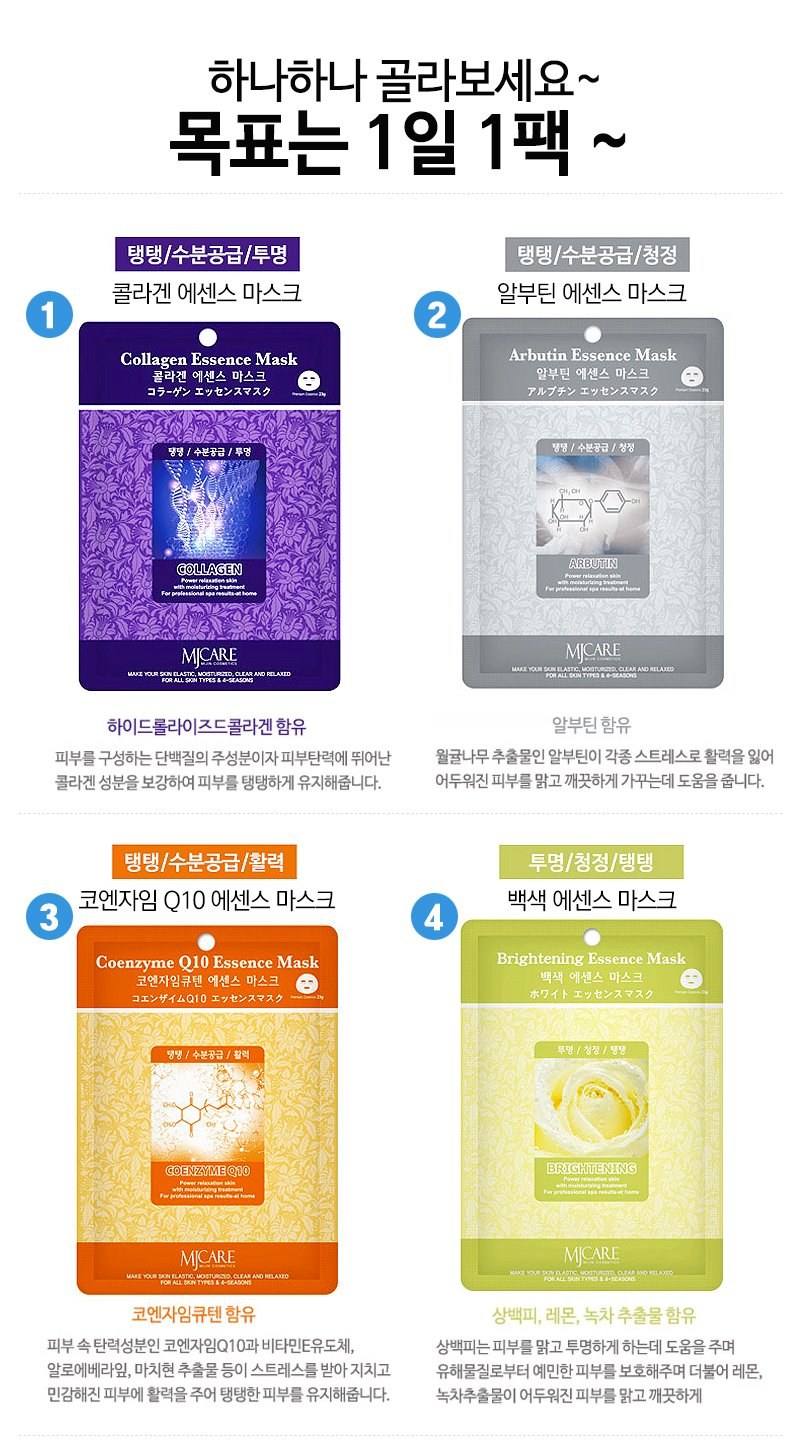 하나하나 골라보세요~
목표는 1일 1팩 ~
탱탱/수분공급/투명
콜라겐 에센스 마스크
1
Collagen Essence Mask
콜라겐 에센스 마스크
コラーゲン エッセンスマスク
Premium Essence 23g
탱탱 / 수분공급 / 투명
COLLAGEN
Power relaxation skin
with moisturizing treatment
For professional spa results-at home
MJCARE
MIJIN COSMETICS
MAKE YOUR SKIN ELASTIC, MOISTURIZED, CLEAR AND RELAXED
FOR ALL SKIN TYPES & 4-SEASONS
하이드롤라이즈드콜라겐 함유
피부를 구성하는 단백질의 주성분이자 피부탄력에 뛰어난
콜라겐 성분을 보강하여 피부를 탱탱하게 유지해줍니다.
탱탱/수분공급/청정
알부틴 에센스 마스크
2
Arbutin Essence Mask
알부틴 에센스 마스크
アルブチン エッセンスマスク
Premium Essence 23g
탱탱 / 수분공급 / 청정
CH₂OH
H
OH
ARBUTIN
Power relaxation skin
with moisturizing treatment
For professional spa results-at home
MJCARE
MIJIN COSMETICS
MAKE YOUR SKIN ELASTIC, MOISTURIZED, CLEAR AND RELAXED
FOR ALL SKIN TYPES & 4-SEASONS
알부틴 함유
월귤나무 추출물인 알부틴이 각종 스트레스로 활력을 잃어
어두워진 피부를 맑고 깨끗하게 가꾸는데 도움을 줍니다.
탱탱/수분공급/활력
코엔자임 Q10 에센스 마스크
3
Coenzyme Q10 Essence Mask
코엔자임큐텐 에센스 마스크
コエンザイムQ10 エッセンスマスク
Premium Essence 23g
탱탱 / 수분공급 / 활력
COENZYME Q10
Power relaxation skin
with moisturizing treatment
For professional spa results-at home
MJCARE
MIJIN COSMETICS
MAKE YOUR SKIN ELASTIC, MOISTURIZED, CLEAR AND RELAXED
FOR ALL SKIN TYPES & 4-SEASONS
코엔자임큐텐 함유
피부 속 탄력성분인 코엔자임Q10과 비타민E유도체,
알로에베라잎, 마치현 추출물 등이 스트레스를 받아 지치고
민감해진 피부에 활력을 주어 탱탱한 피부를 유지해줍니다.
투명/청정/탱탱
백색 에센스 마스크
4
Brightening Essence Mask
백색 에센스 마스크
ホワイト エッセンスマスク
Premium Essence 23g
투명 / 청정 / 탱탱
BRIGHTENING
Power relaxation skin
with moisturizing treatment
For professional spa results-at home
MJCARE
MIJIN COSMETICS
MAKE YOUR SKIN ELASTIC, MOISTURIZED, CLEAR AND RELAXED
FOR ALL SKIN TYPES & 4-SEASONS
상백피, 레몬, 녹차 추출물 함유
상백피는 피부를 맑고 투명하게 하는데 도움을 주며
유해물질로부터 예민한 피부를 보호해주며 더불어 레몬,
녹차추출물이 어두워진 피부를 맑고 깨끗하게